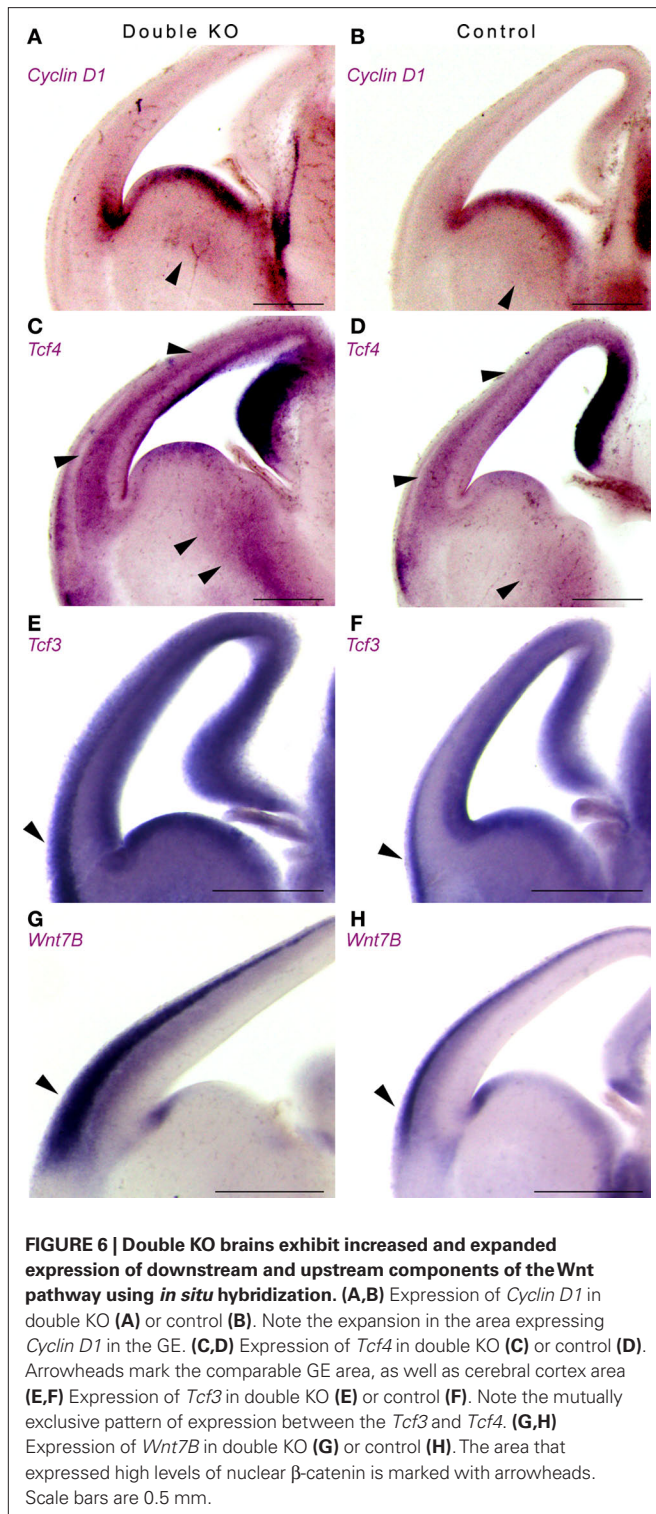 Double KO
Control
A
B
Cyclin D1
Cyclin D1
C
D
Tcf4
Tcf4
E
F
Tcf3
Tcf3
G
H
Wnt7B
Wnt7B
FIGURE 6 | Double KO brains exhibit increased and expanded
expression of downstream and upstream components of the Wnt
pathway using in situ hybridization. (A,B) Expression of Cyclin D1 in
double KO (A) or control (B). Note the expansion in the area expressing
Cyclin D1 in the GE. (C,D) Expression of Tcf4 in double KO (C) or control (D).
Arrowheads mark the comparable GE area, as well as cerebral cortex area
(E,F) Expression of Tcf3 in double KO (E) or control (F). Note the mutually
exclusive pattern of expression between the Tcf3 and Tcf4. (G,H)
Expression of Wnt7B in double KO (G) or control (H). The area that
expressed high levels of nuclear β-catenin is marked with arrowheads.
Scale bars are 0.5 mm.